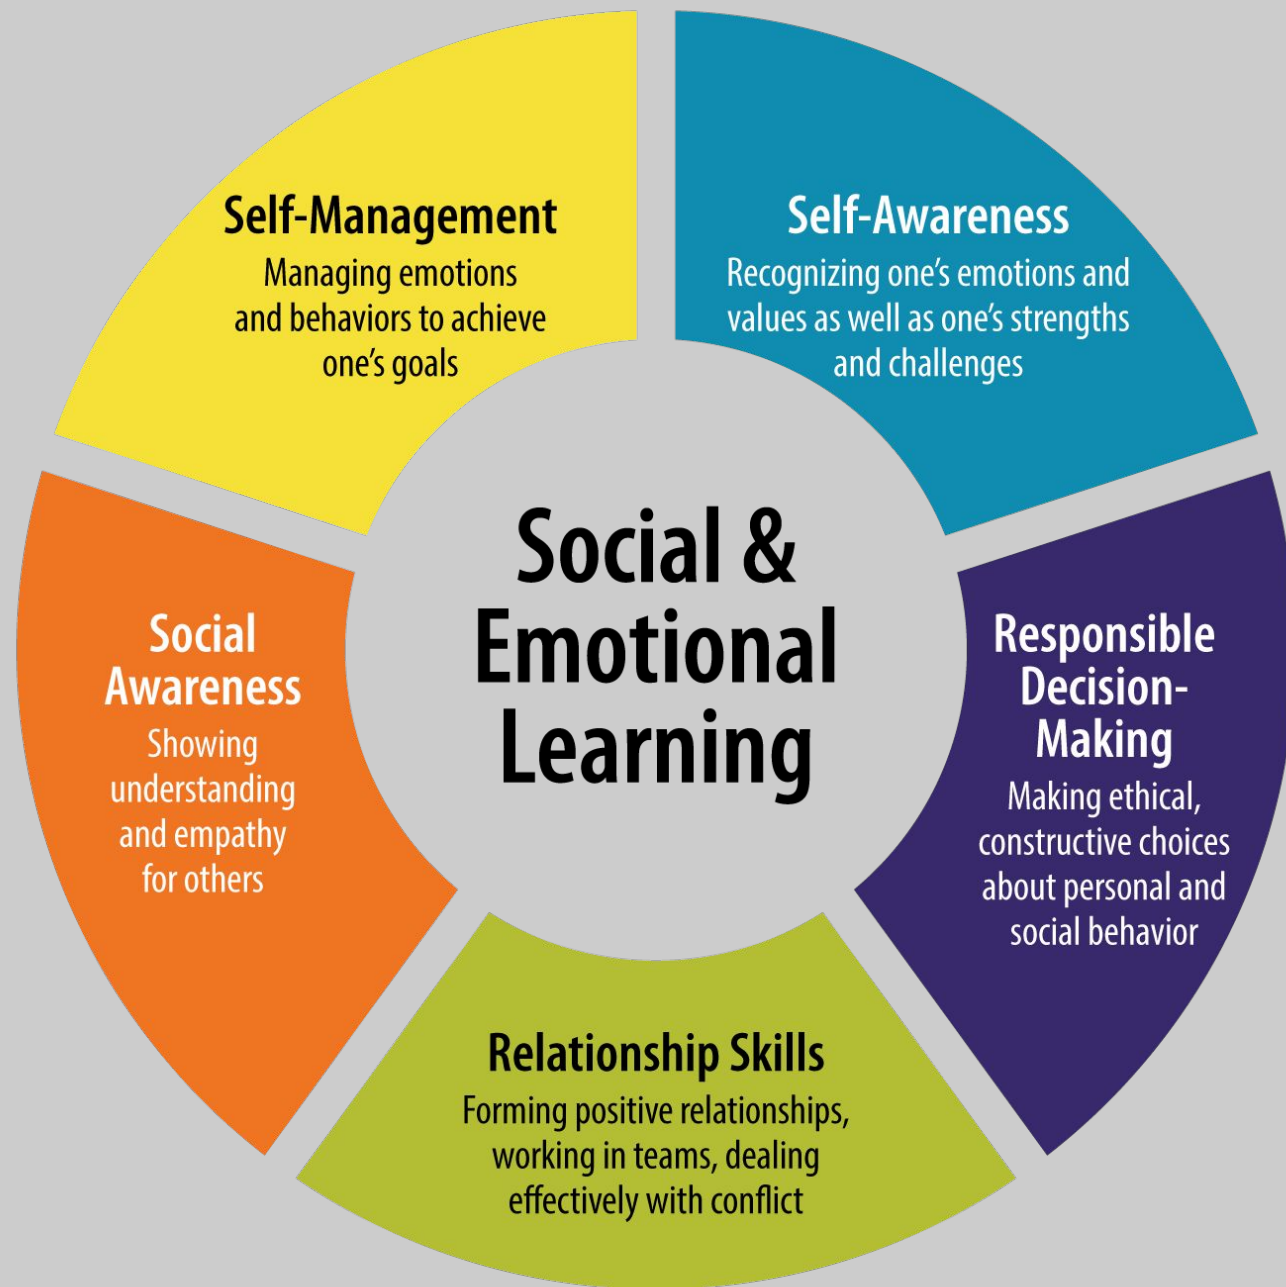 Self-Management
Managing emotions
and behaviors to achieve
one’s goals
Self-Awareness
Recognizing one’s emotions and
values as well as one’s strengths
and challenges
Social &
Emotional
Learning
Social
Awareness
Showing
understanding
and empathy
for others
Responsible
Decision-
Making
Making ethical,
constructive choices
about personal and
social behavior
Relationship Skills
Forming positive relationships,
working in teams, dealing
effectively with conflict